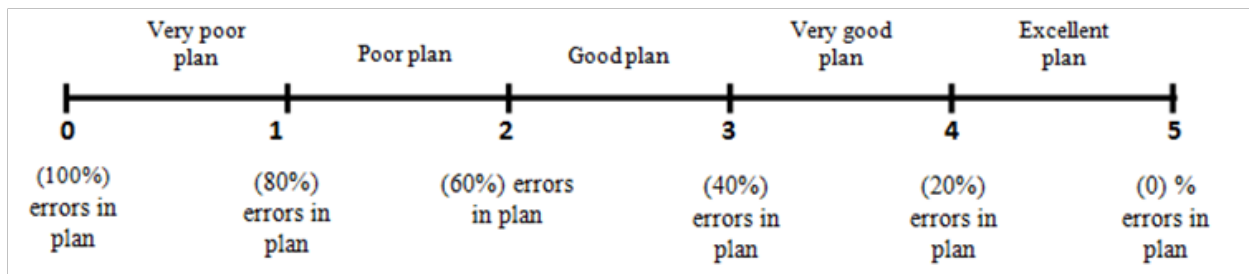 Very poor
plan
Poor plan
Good plan
Very good
plan
Excellent
plan
0
1
2
3
4
5
(100%)
errors in
plan
(80%)
errors in
plan
(60%) errors
in plan
(40%)
errors in
plan
(20%)
errors in
plan
(0) %
errors in
plan